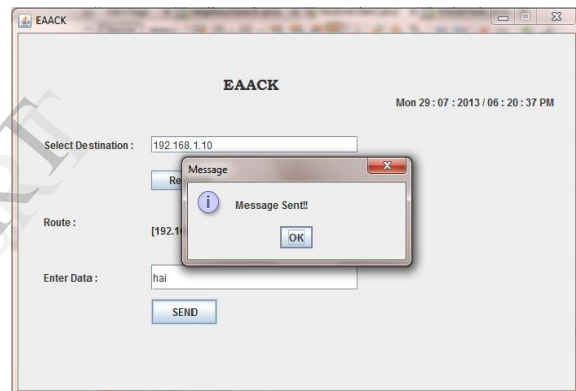 EAACK
EAACK
Mon 29 : 07 : 2013 / 06 : 20 : 37 PM
Select Destination :
192.168.1.10
Message
Message Sent!!
OK
Route :
Enter Data :
hai
SEND